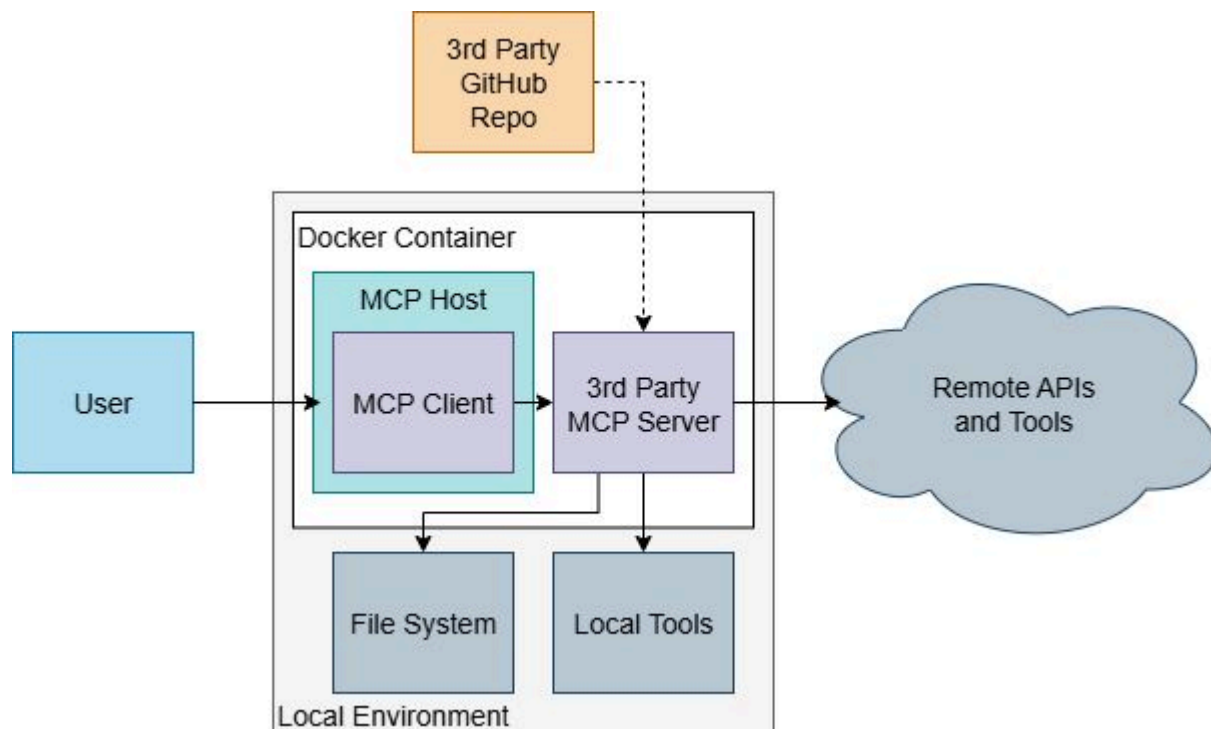 3rd Party
GitHub
Repo
Docker Container
MCP Host
User
MCP Client
3rd Party
MCP Server
Remote APIs
and Tools
File System
Local Tools
Local Environment